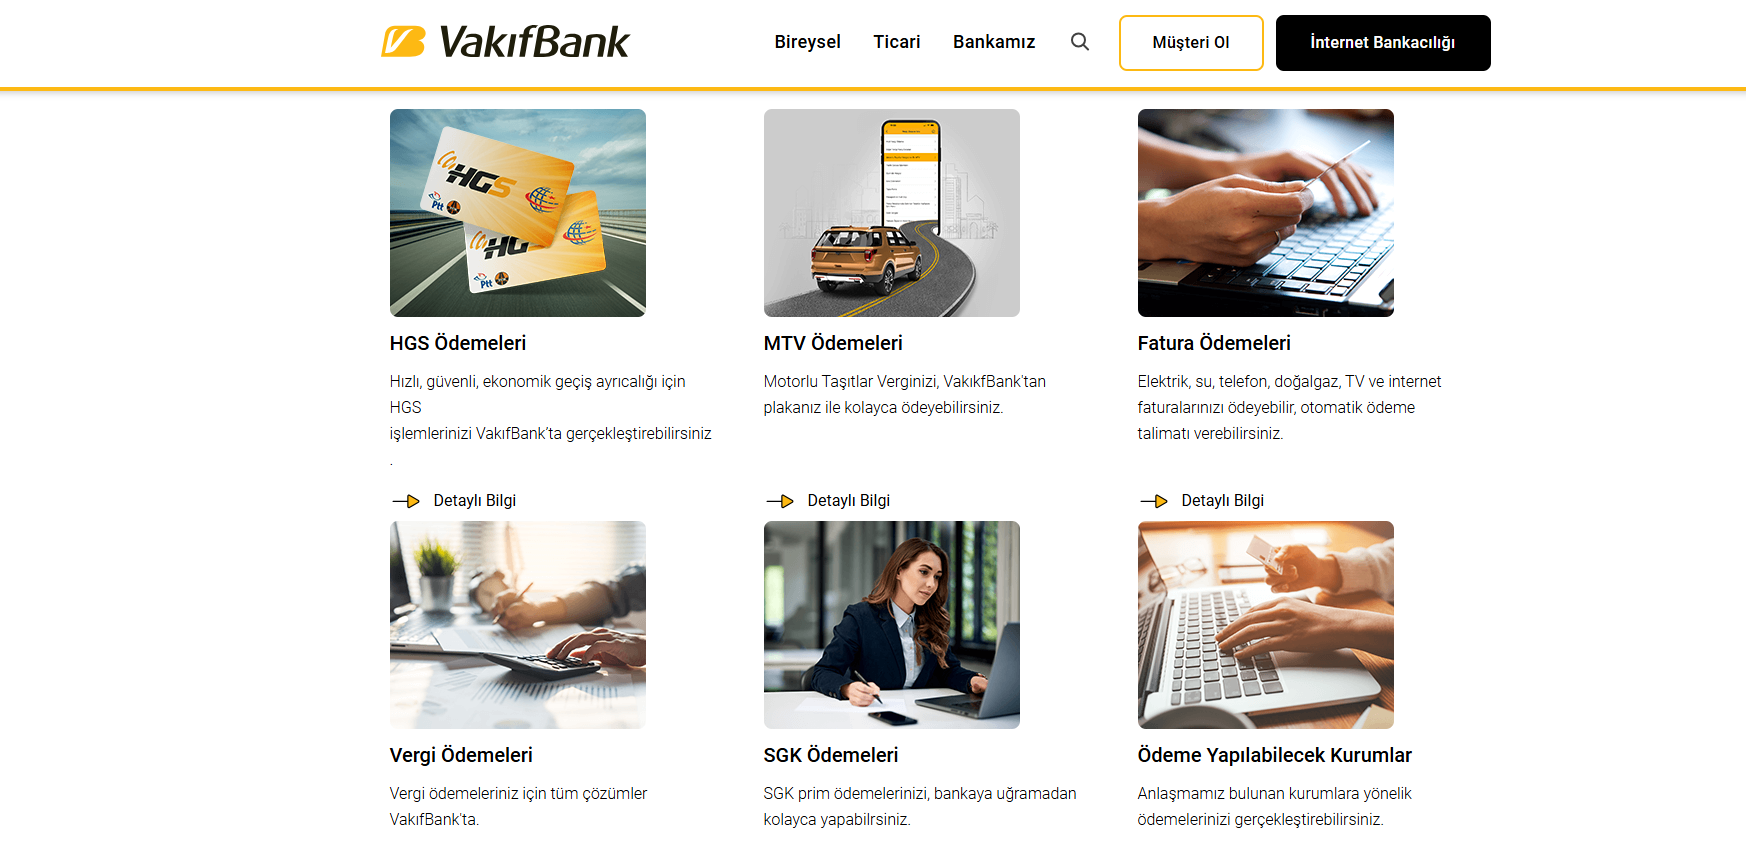 VakıfBank
Bireysel
Ticari
Bankamız
Müşteri Ol
İnternet Bankacılığı
HGS
Ptt
HG
Ptt
HGS Ödemeleri
Hızlı, güvenli, ekonomik geçiş ayrıcalığı için
HGS
işlemlerinizi VakıfBank’ta gerçekleştirebilirsiniz
.
Detaylı Bilgi
MTV Ödemeleri
Motorlu Taşıtlar Verginizi, VakıkfBank'tan
plakanız ile kolayca ödeyebilirsiniz.
Detaylı Bilgi
Fatura Ödemeleri
Elektrik, su, telefon, doğalgaz, TV ve internet
faturalarınızı ödeyebilir, otomatik ödeme
talimatı verebilirsiniz.
Detaylı Bilgi
Vergi Ödemeleri
Vergi ödemeleriniz için tüm çözümler
VakıfBank'ta.
SGK Ödemeleri
SGK prim ödemelerinizi, bankaya uğramadan
kolayca yapabilrsiniz.
Ödeme Yapılabilecek Kurumlar
Anlaşmamız bulunan kurumlara yönelik
ödemelerinizi gerçekleştirebilirsiniz.